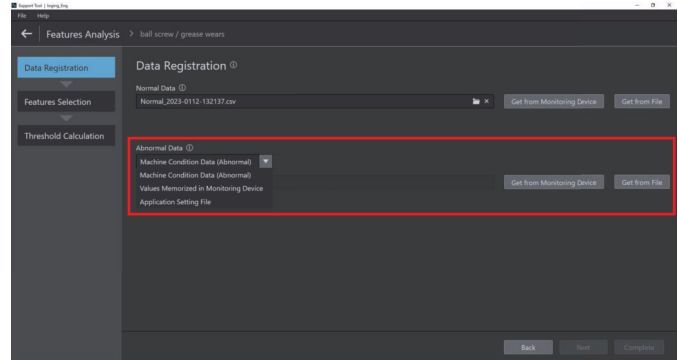 Support Tool | loging_Eng
File Help
Features Analysis > ball screw / grease wears
Data Registration
Features Selection
Threshold Calculation
Data Registration
Normal Data
Normal_2023-0112-132137.csv
Get from Monitoring Device
Get from File
Abnormal Data
Machine Condition Data (Abnormal)
Machine Condition Data (Abnormal)
Values Memorized in Monitoring Device
Application Setting File
Get from Monitoring Device
Get from File
Back
Next
Complete